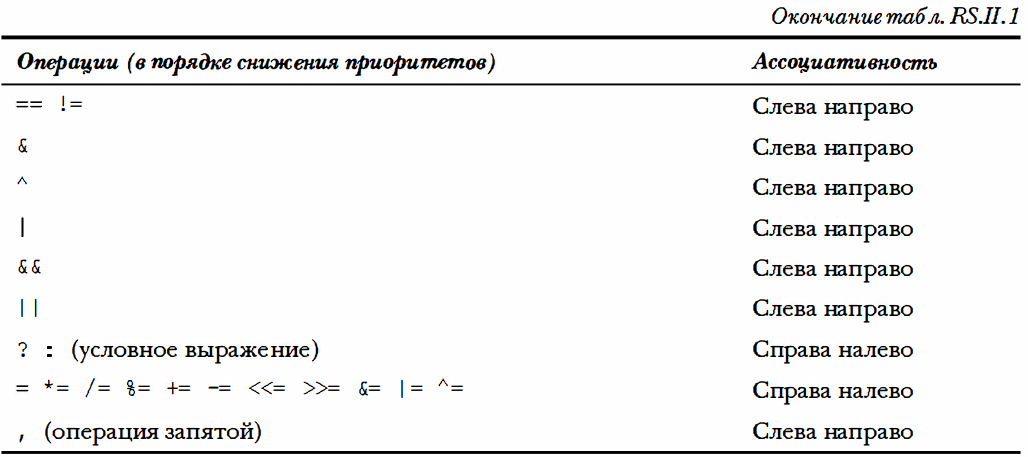 Окончание табл. RS.II.1
Операции (в порядке снижения приоритетов) Ассоциативность
== != Слева направо
& Слева направо
^ Слева направо
| Слева направо
&& Слева направо
|| Слева направо
? : (условное выражение) Справа налево
= *= /= %= += -= <<= >>= &= |= ^= Справа налево
, (операция запятой) Слева направо